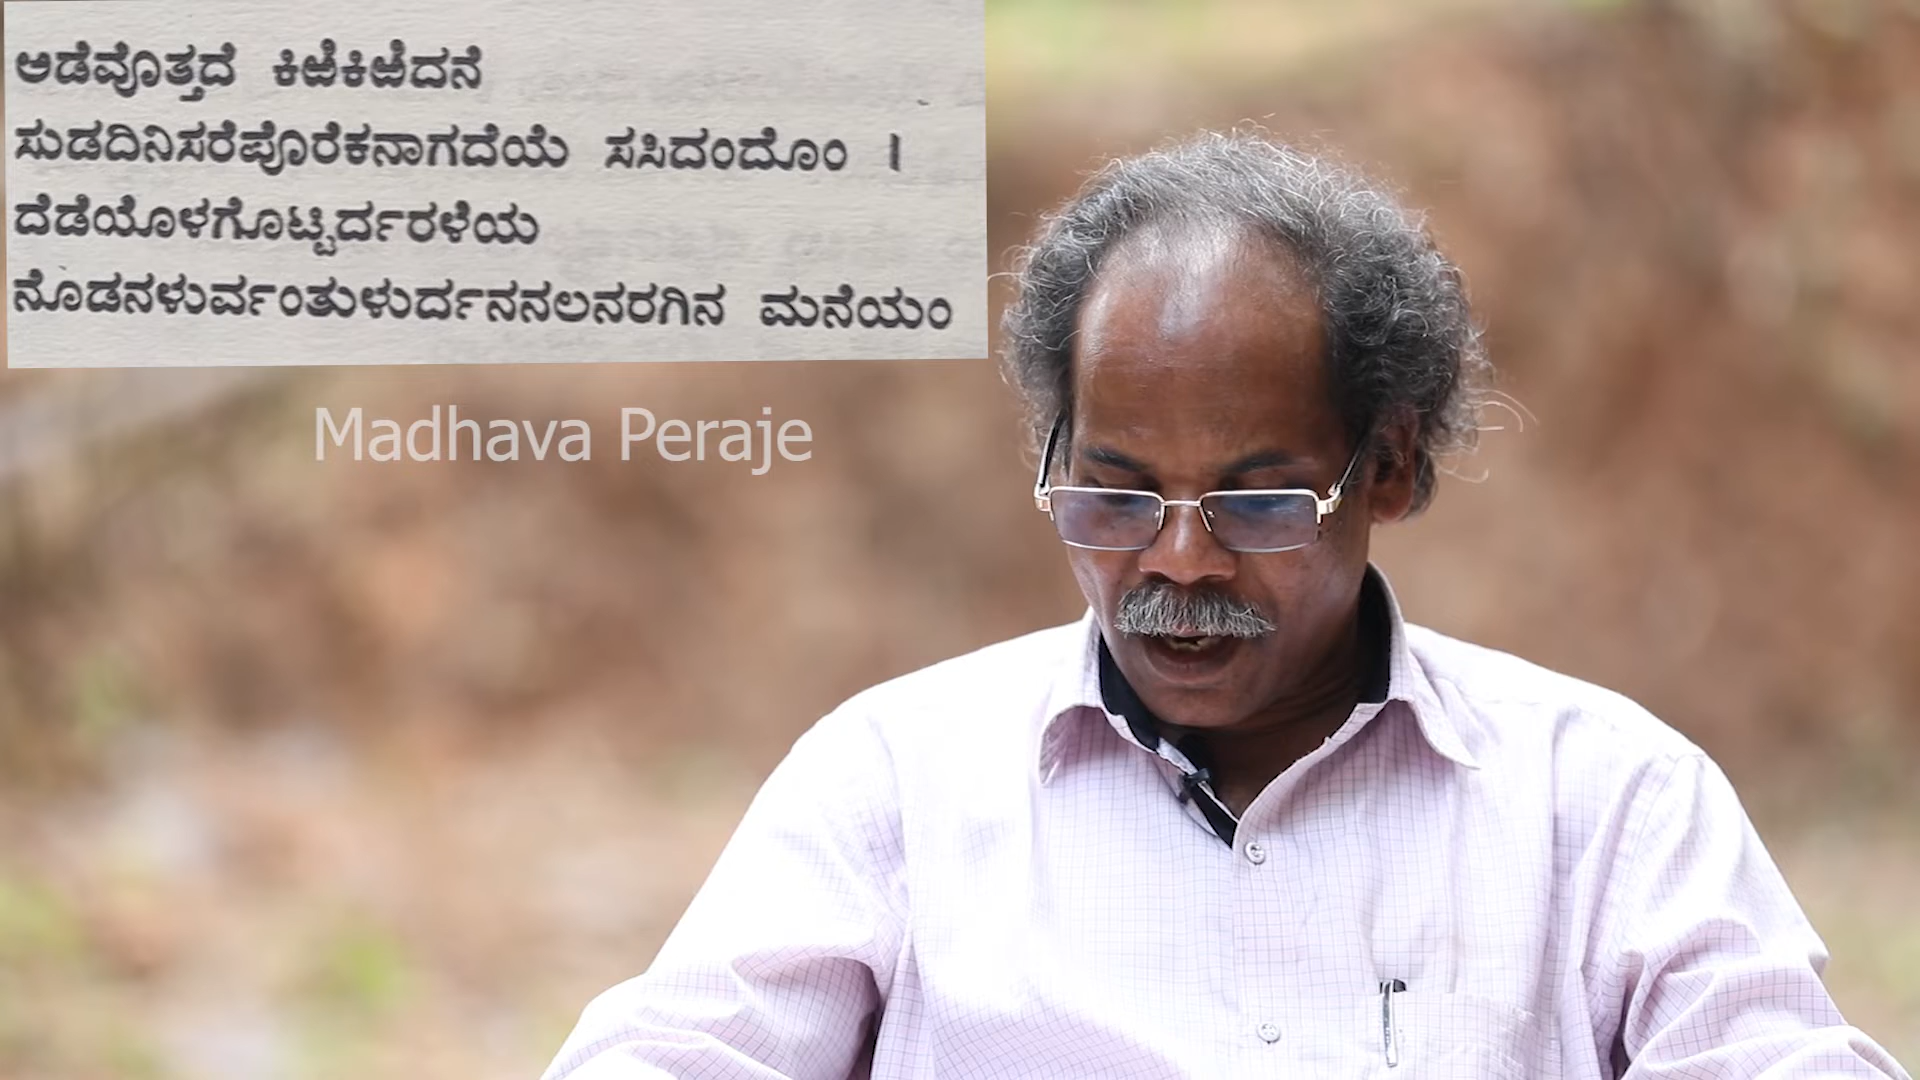 ಅಡೆವೊತ್ತದೆ ಕಿಱಿಕಿಱಿದನೆ
ಸುಡದಿನಿಸರೆಪೊರೆಕನಾಗದೆಯೆ ಸಸಿದಂದೊಂ ।
ದೆಡೆಯೊಳಗೊಟ್ಟಿರ್ದರಳೆಯ
ನೊಡನಳುರ್ವಂತುಳುರ್ದನನಲನರಗಿನ ಮನೆಯಂ
Madhava Peraje